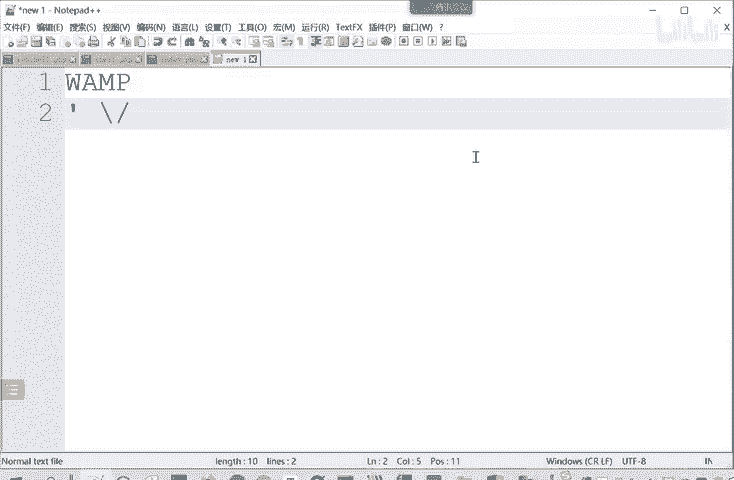 *new 1 - Notepad++
文件(F) 编辑(E) 搜索(S) 视图(V) 编码(N) 语言(L) 设置(T) 工具(O) 宏(M) 运行(R) TextFX 插件(P) 窗口(W) ? X
new 1
1 WAMP
2 ' \/
Normal text file length : 10 lines : 2 Ln : 2 Col : 5 Pos : 11 Windows (CR LF) UTF-8 IN